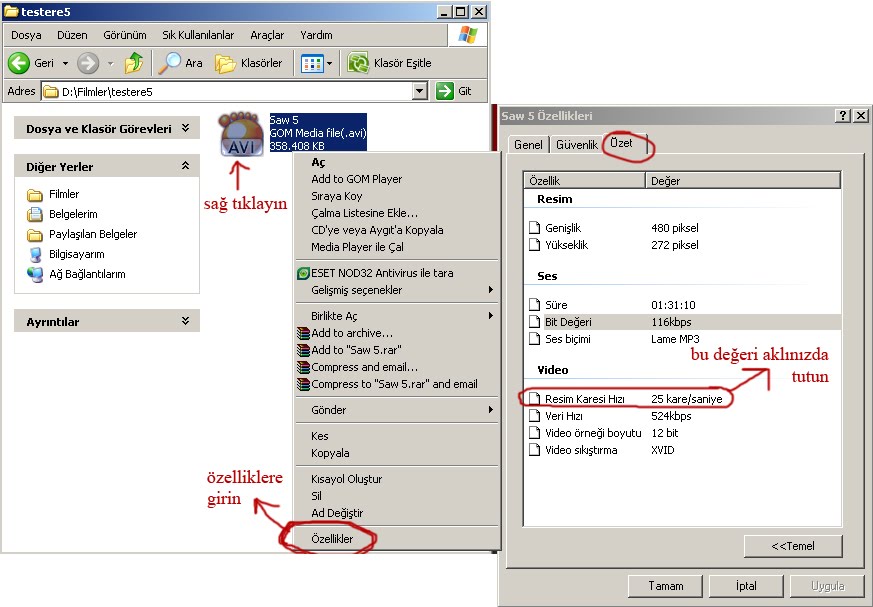 testere5
Dosya Düzen Görünüm Sık Kullanılanlar Araçlar Yardım
Geri Ara Klasörler Klasör Eşitle
Adres D:\Filmler\testere5 Git
Dosya ve Klasör Görevleri
Diğer Yerler
Filmler
Belgelerim
Paylaşılan Belgeler
Bilgisayarım
Ağ Bağlantılarım
Ayrıntılar
AVi
Saw 5
GOM Media file(.avi)
358.408 KB
sağ tıklayın
Aç
Add to GOM Player
Sıraya Koy
Çalma Listesine Ekle...
CD'ye veya Aygıt'a Kopyala
Media Player ile Çal
ESET NOD32 Antivirus ile tara
Gelişmiş seçenekler
Birlikte Aç
Add to archive...
Add to "Saw 5.rar"
Compress and email...
Compress to "Saw 5.rar" and email
Gönder
Kes
Kopyala
Kısayol Oluştur
Sil
Ad Değiştir
Özellikler
özelliklere
girin
Saw 5 Özellikleri
Genel Güvenlik Özet
Özellik Değer
Resim
Genişlik 480 piksel
Yükseklik 272 piksel
Ses
Süre 01:31:10
Bit Değeri 116kbps
Ses biçimi Lame MP3
bu değeri aklınızda
tutun
Video
Resim Karesi Hızı 25 kare/saniye
Veri Hızı 524kbps
Video örneği boyutu 12 bit
Video sıkıştırma XVID
<<Temel
Tamam İptal Uygula